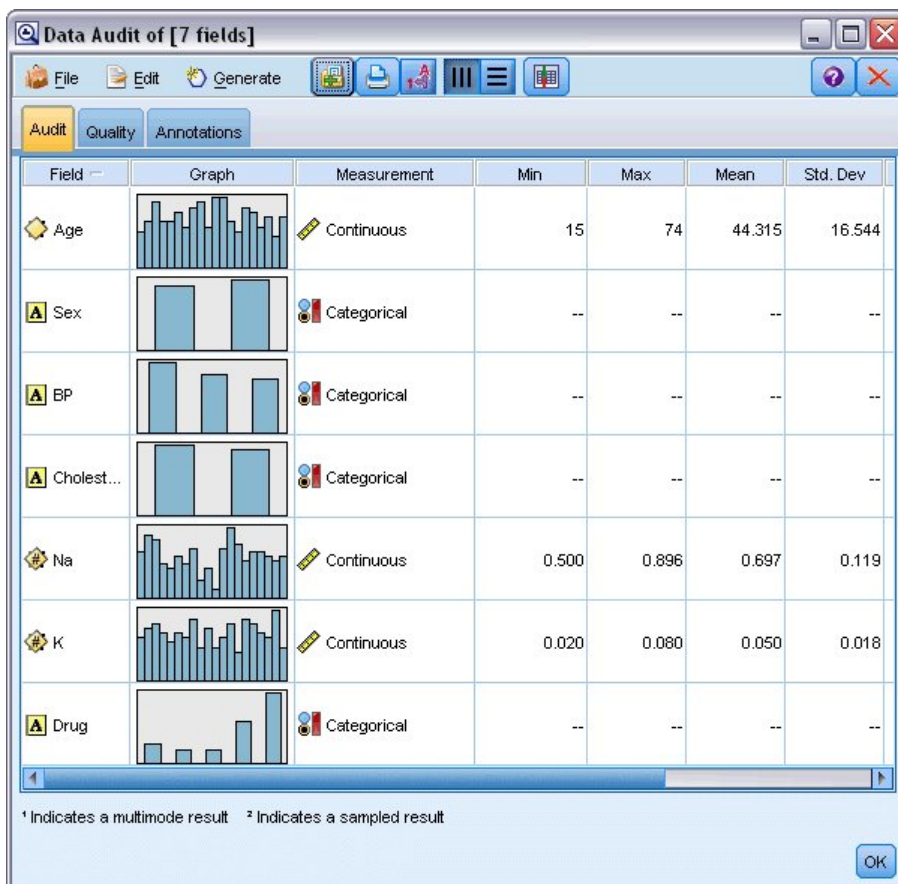 Data Audit of [7 fields]
File Edit Generate
Audit Quality Annotations
Field Graph Measurement Min Max Mean Std. Dev
Age Continuous 15 74 44.315 16.544
A Sex Categorical -- -- -- --
A BP Categorical -- -- -- --
A Cholest... Categorical -- -- -- --
# Na Continuous 0.500 0.896 0.697 0.119
# K Continuous 0.020 0.080 0.050 0.018
A Drug Categorical -- -- -- --
¹ Indicates a multimode result ² Indicates a sampled result
OK